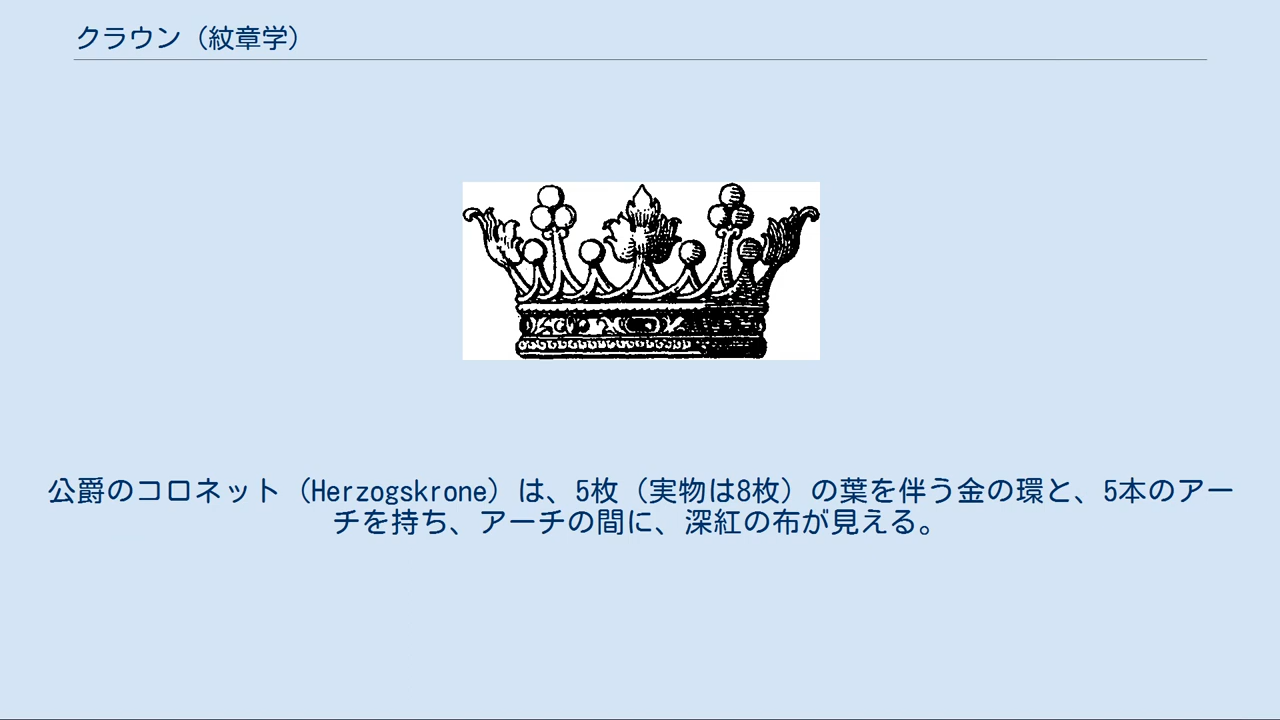 クラウン（紋章学）
公爵のコロネット（Herzogskrone）は、5枚（実物は8枚）の葉を伴う金の環と、5本のアー
チを持ち、アーチの間に、深紅の布が見える。